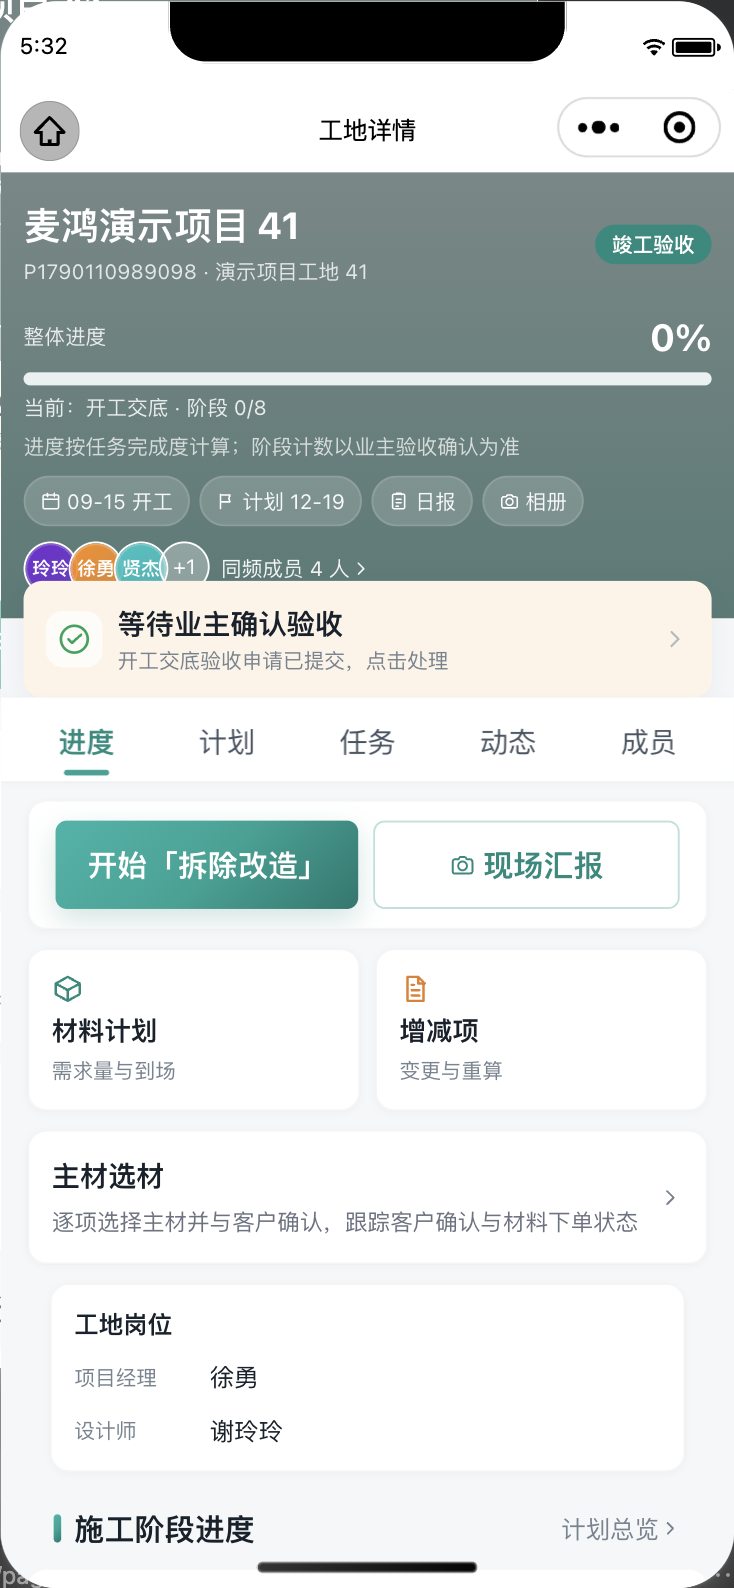 5:32
工地详情
麦鸿演示项目 41
竣工验收
P1790110989098 · 演示项目工地 41
整体进度
0%
当前：开工交底 · 阶段 0/8
进度按任务完成度计算；阶段计数以业主验收确认为准
09-15 开工
计划 12-19
日报
相册
玲玲
徐勇
贤杰
+1
同频成员 4 人
等待业主确认验收
开工交底验收申请已提交，点击处理
进度
计划
任务
动态
成员
开始「拆除改造」
现场汇报
材料计划
需求量与到场
增减项
变更与重算
主材选材
逐项选择主材并与客户确认，跟踪客户确认与材料下单状态
工地岗位
项目经理 徐勇
设计师 谢玲玲
施工阶段进度
计划总览